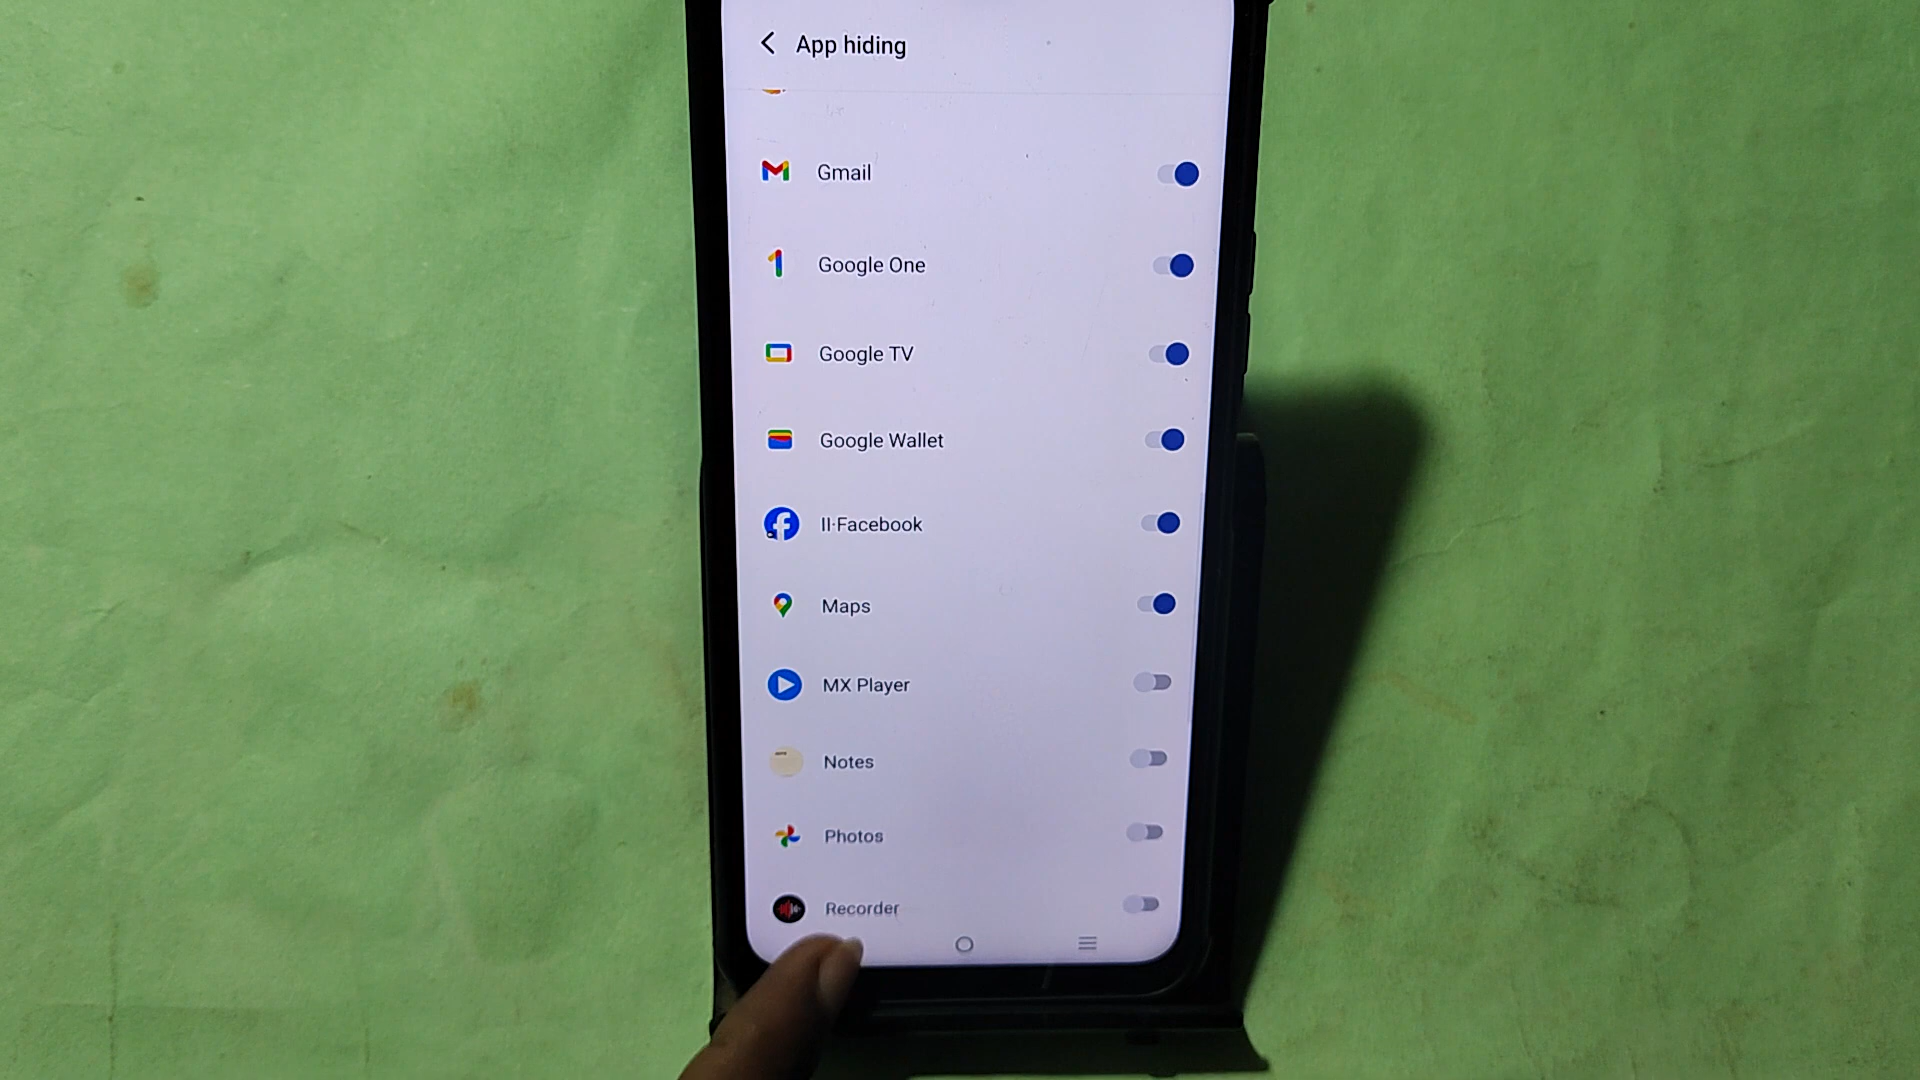 App hiding
Gmail
Google One
Google TV
Google Wallet
II·Facebook
Maps
MX Player
Notes
Photos
Recorder